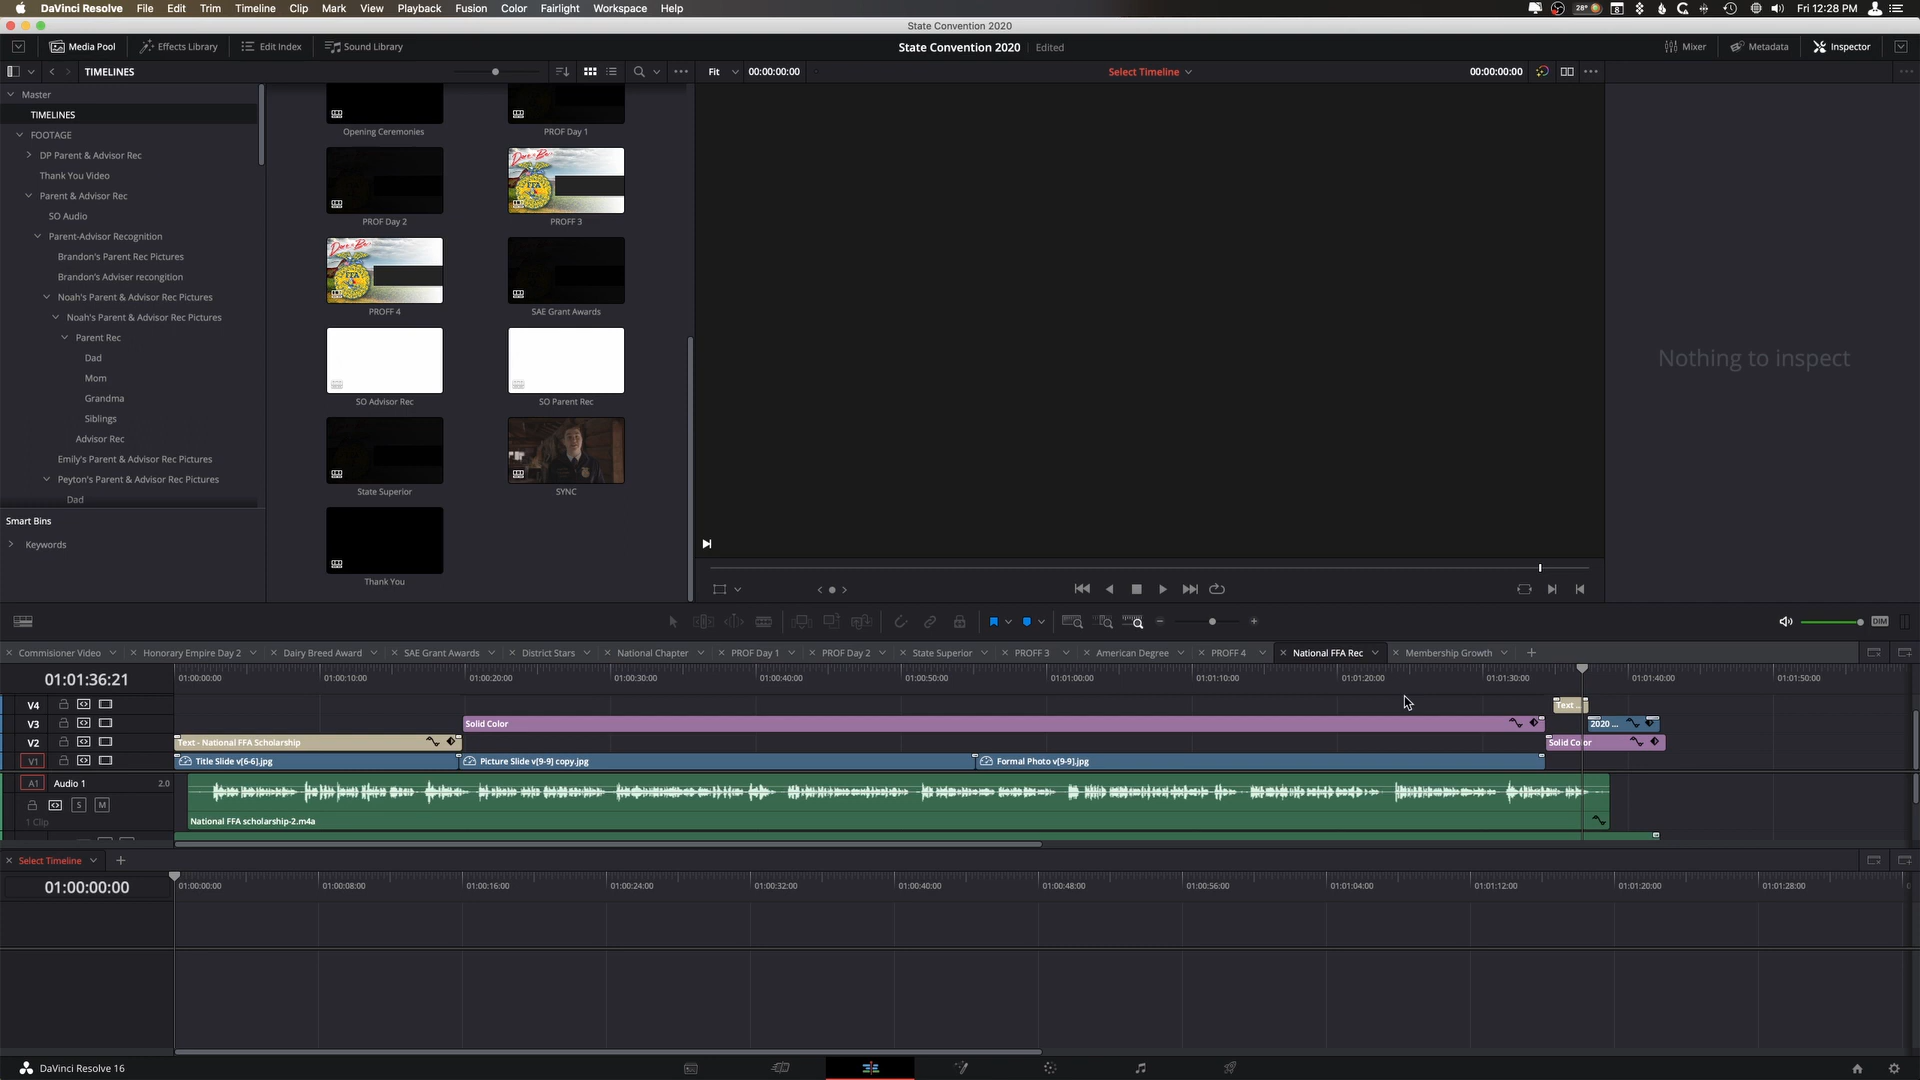 DaVinci Resolve File Edit Trim Timeline Clip Mark View Playback Fusion Color Fairlight Workspace Help 28° Fri 12:28 PM
State Convention 2020
Media Pool Effects Library Edit Index Sound Library State Convention 2020 Edited Mixer Metadata Inspector
TIMELINES Fit 00:00:00:00 Select Timeline 00:00:00:00
Master
TIMELINES
FOOTAGE
DP Parent & Advisor Rec
Thank You Video
Parent & Advisor Rec
SO Audio
Parent-Advisor Recognition
Brandon's Parent Rec Pictures
Brandon's Adviser recongition
Noah's Parent & Advisor Rec Pictures
Noah's Parent & Advisor Rec Pictures
Parent Rec
Dad
Mom
Grandma
Siblings
Advisor Rec
Emily's Parent & Advisor Rec Pictures
Peyton's Parent & Advisor Rec Pictures
Dad
Smart Bins
Keywords
Opening Ceremonies PROF Day 1
PROF Day 2 PROFF 3
PROFF 4 SAE Grant Awards
SO Advisor Rec SO Parent Rec
State Superior SYNC
Thank You
Nothing to inspect
DIM
Commisioner Video Honorary Empire Day 2 Dairy Breed Award SAE Grant Awards District Stars National Chapter PROF Day 1 PROF Day 2 State Superior PROFF 3 American Degree PROFF 4 National FFA Rec Membership Growth
01:01:36:21 01:00:00:00 01:00:10:00 01:00:20:00 01:00:30:00 01:00:40:00 01:00:50:00 01:01:00:00 01:01:10:00 01:01:20:00 01:01:30:00 01:01:40:00 01:01:50:00
V4 Text ...
V3 Solid Color 2020 ...
V2 Text - National FFA Scholarship Solid Color
V1 Title Slide v[6-6].jpg Picture Slide v[9-9] copy.jpg Formal Photo v[9-9].jpg
A1 Audio 1 2.0
S M
1 Clip National FFA scholarship-2.m4a
Select Timeline
01:00:00:00 01:00:00:00 01:00:08:00 01:00:16:00 01:00:24:00 01:00:32:00 01:00:40:00 01:00:48:00 01:00:56:00 01:01:04:00 01:01:12:00 01:01:20:00 01:01:28:00
DaVinci Resolve 16